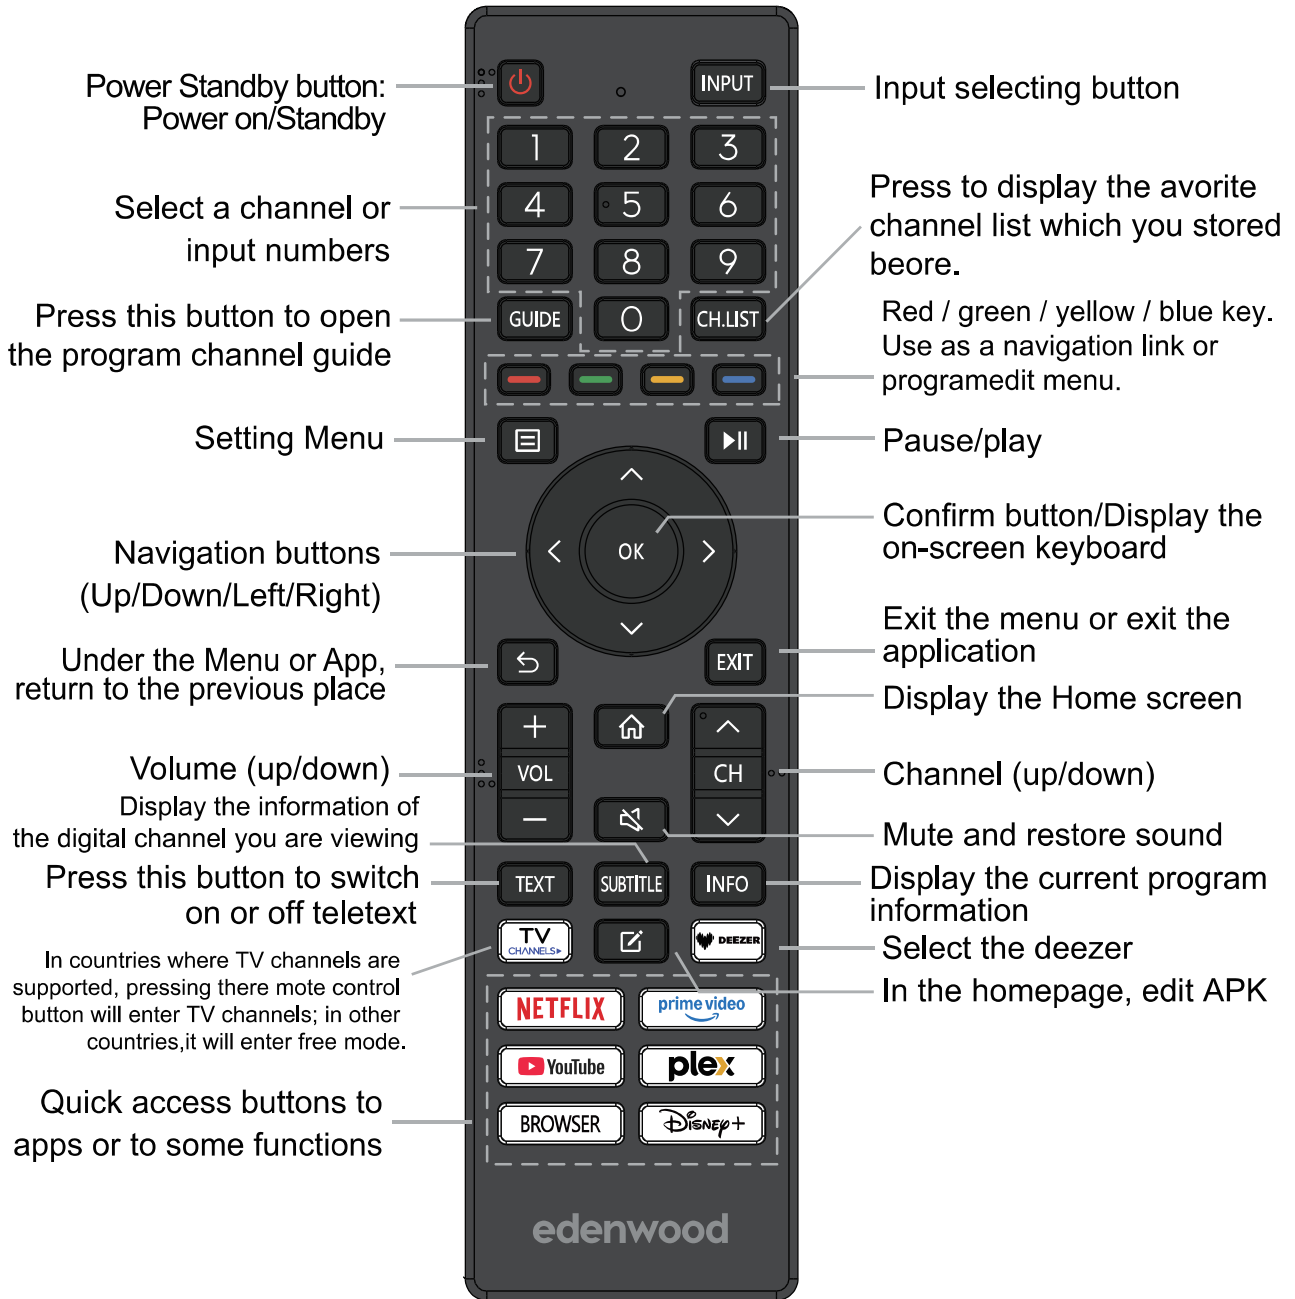 Power Standby button:
Power on/Standby
INPUT
Input selecting button
1 2 3
4 5 6
7 8 9
0
Select a channel or
input numbers
Press to display the avorite
channel list which you stored
beore.
Press this button to open
the program channel guide
GUIDE
CH.LIST
Red / green / yellow / blue key.
Use as a navigation link or
programedit menu.
Setting Menu
Pause/play
Navigation buttons
(Up/Down/Left/Right)
OK
Confirm button/Display the
on-screen keyboard
Under the Menu or App,
return to the previous place
EXIT
Exit the menu or exit the
application
Display the Home screen
Volume (up/down)
VOL
CH
Channel (up/down)
Display the information of
the digital channel you are viewing
Mute and restore sound
Press this button to switch
on or off teletext
TEXT
SUBTITLE
INFO
Display the current program
information
TV
CHANNELS
DEEZER
Select the deezer
In countries where TV channels are
supported, pressing there mote control
button will enter TV channels; in other
countries,it will enter free mode.
In the homepage, edit APK
NETFLIX
prime video
YouTube
plex
BROWSER
Disney+
Quick access buttons to
apps or to some functions
edenwood